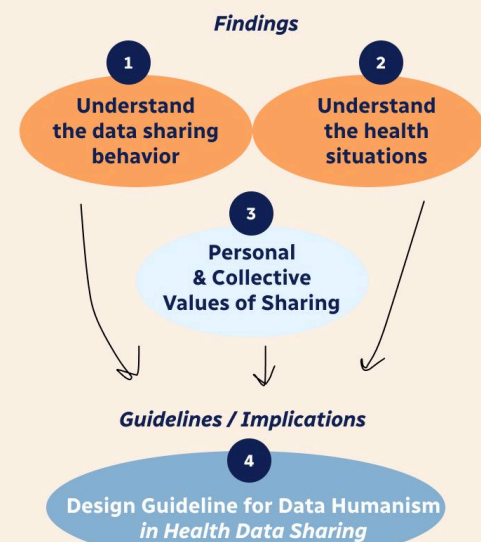 Findings
1
Understand
the data sharing
behavior
2
Understand
the health
situations
3
Personal
& Collective
Values of Sharing
Guidelines / Implications
4
Design Guideline for Data Humanism
in Health Data Sharing